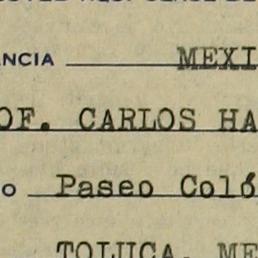 ANCIA MEXI
OF. CARLOS HA
o Paseo Coló
TOLUCA, ME